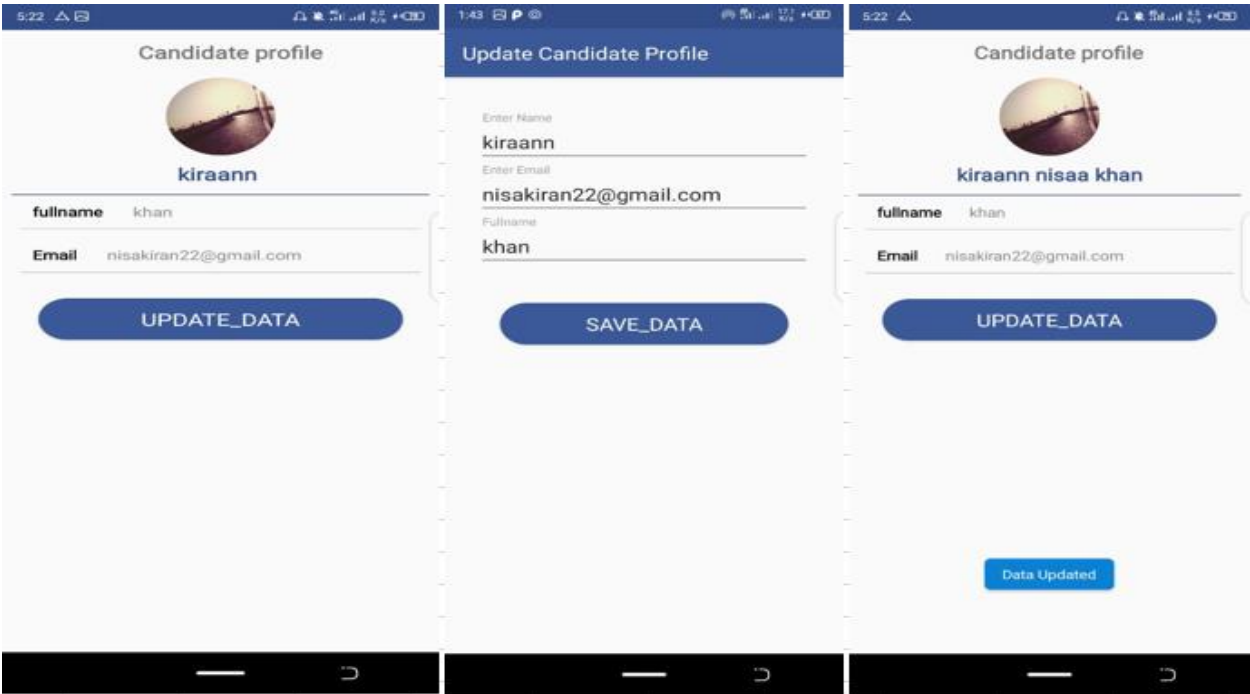 5:22
Candidate profile
kiraann
fullname khan
Email nisakiran22@gmail.com
UPDATE_DATA
1:43
Update Candidate Profile
Enter Name
kiraann
Enter Email
nisakiran22@gmail.com
Fullname
khan
SAVE_DATA
5:22
Candidate profile
kiraann nisaa khan
fullname khan
Email nisakiran22@gmail.com
UPDATE_DATA
Data Updated